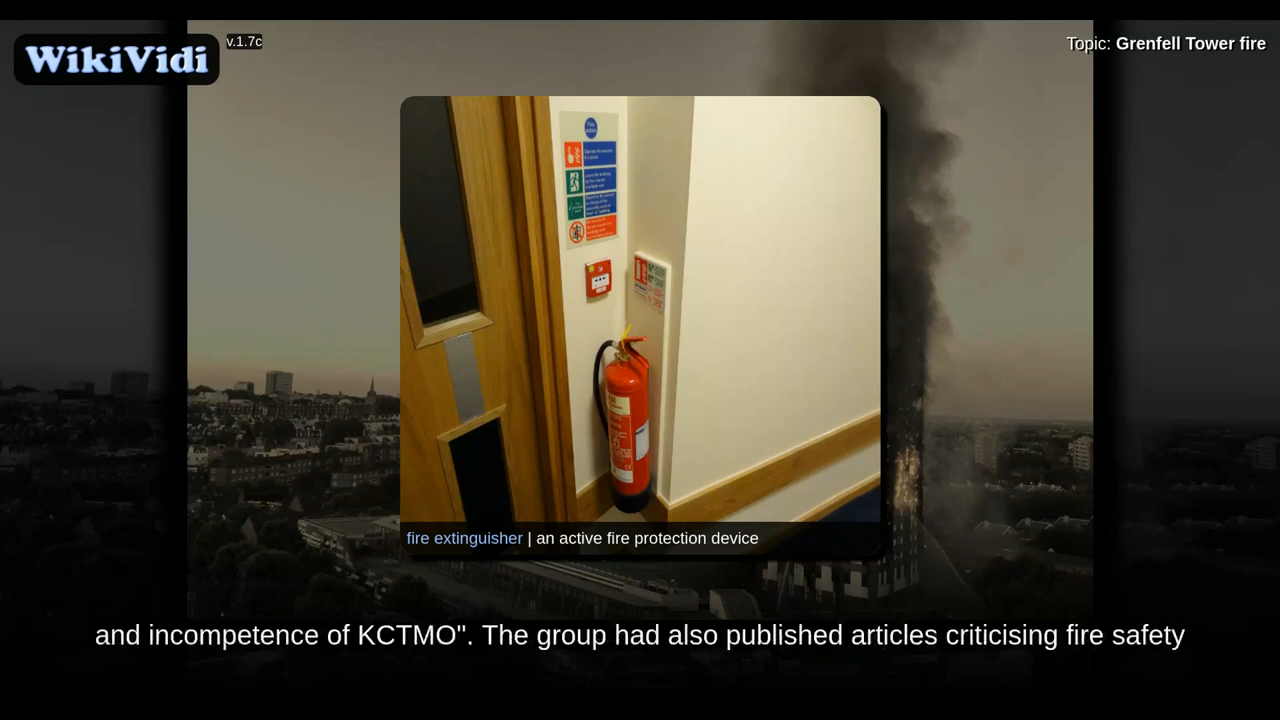 WikiVidi
v.1.7c
Topic: Grenfell Tower fire
fire extinguisher | an active fire protection device
and incompetence of KCTMO". The group had also published articles criticising fire safety